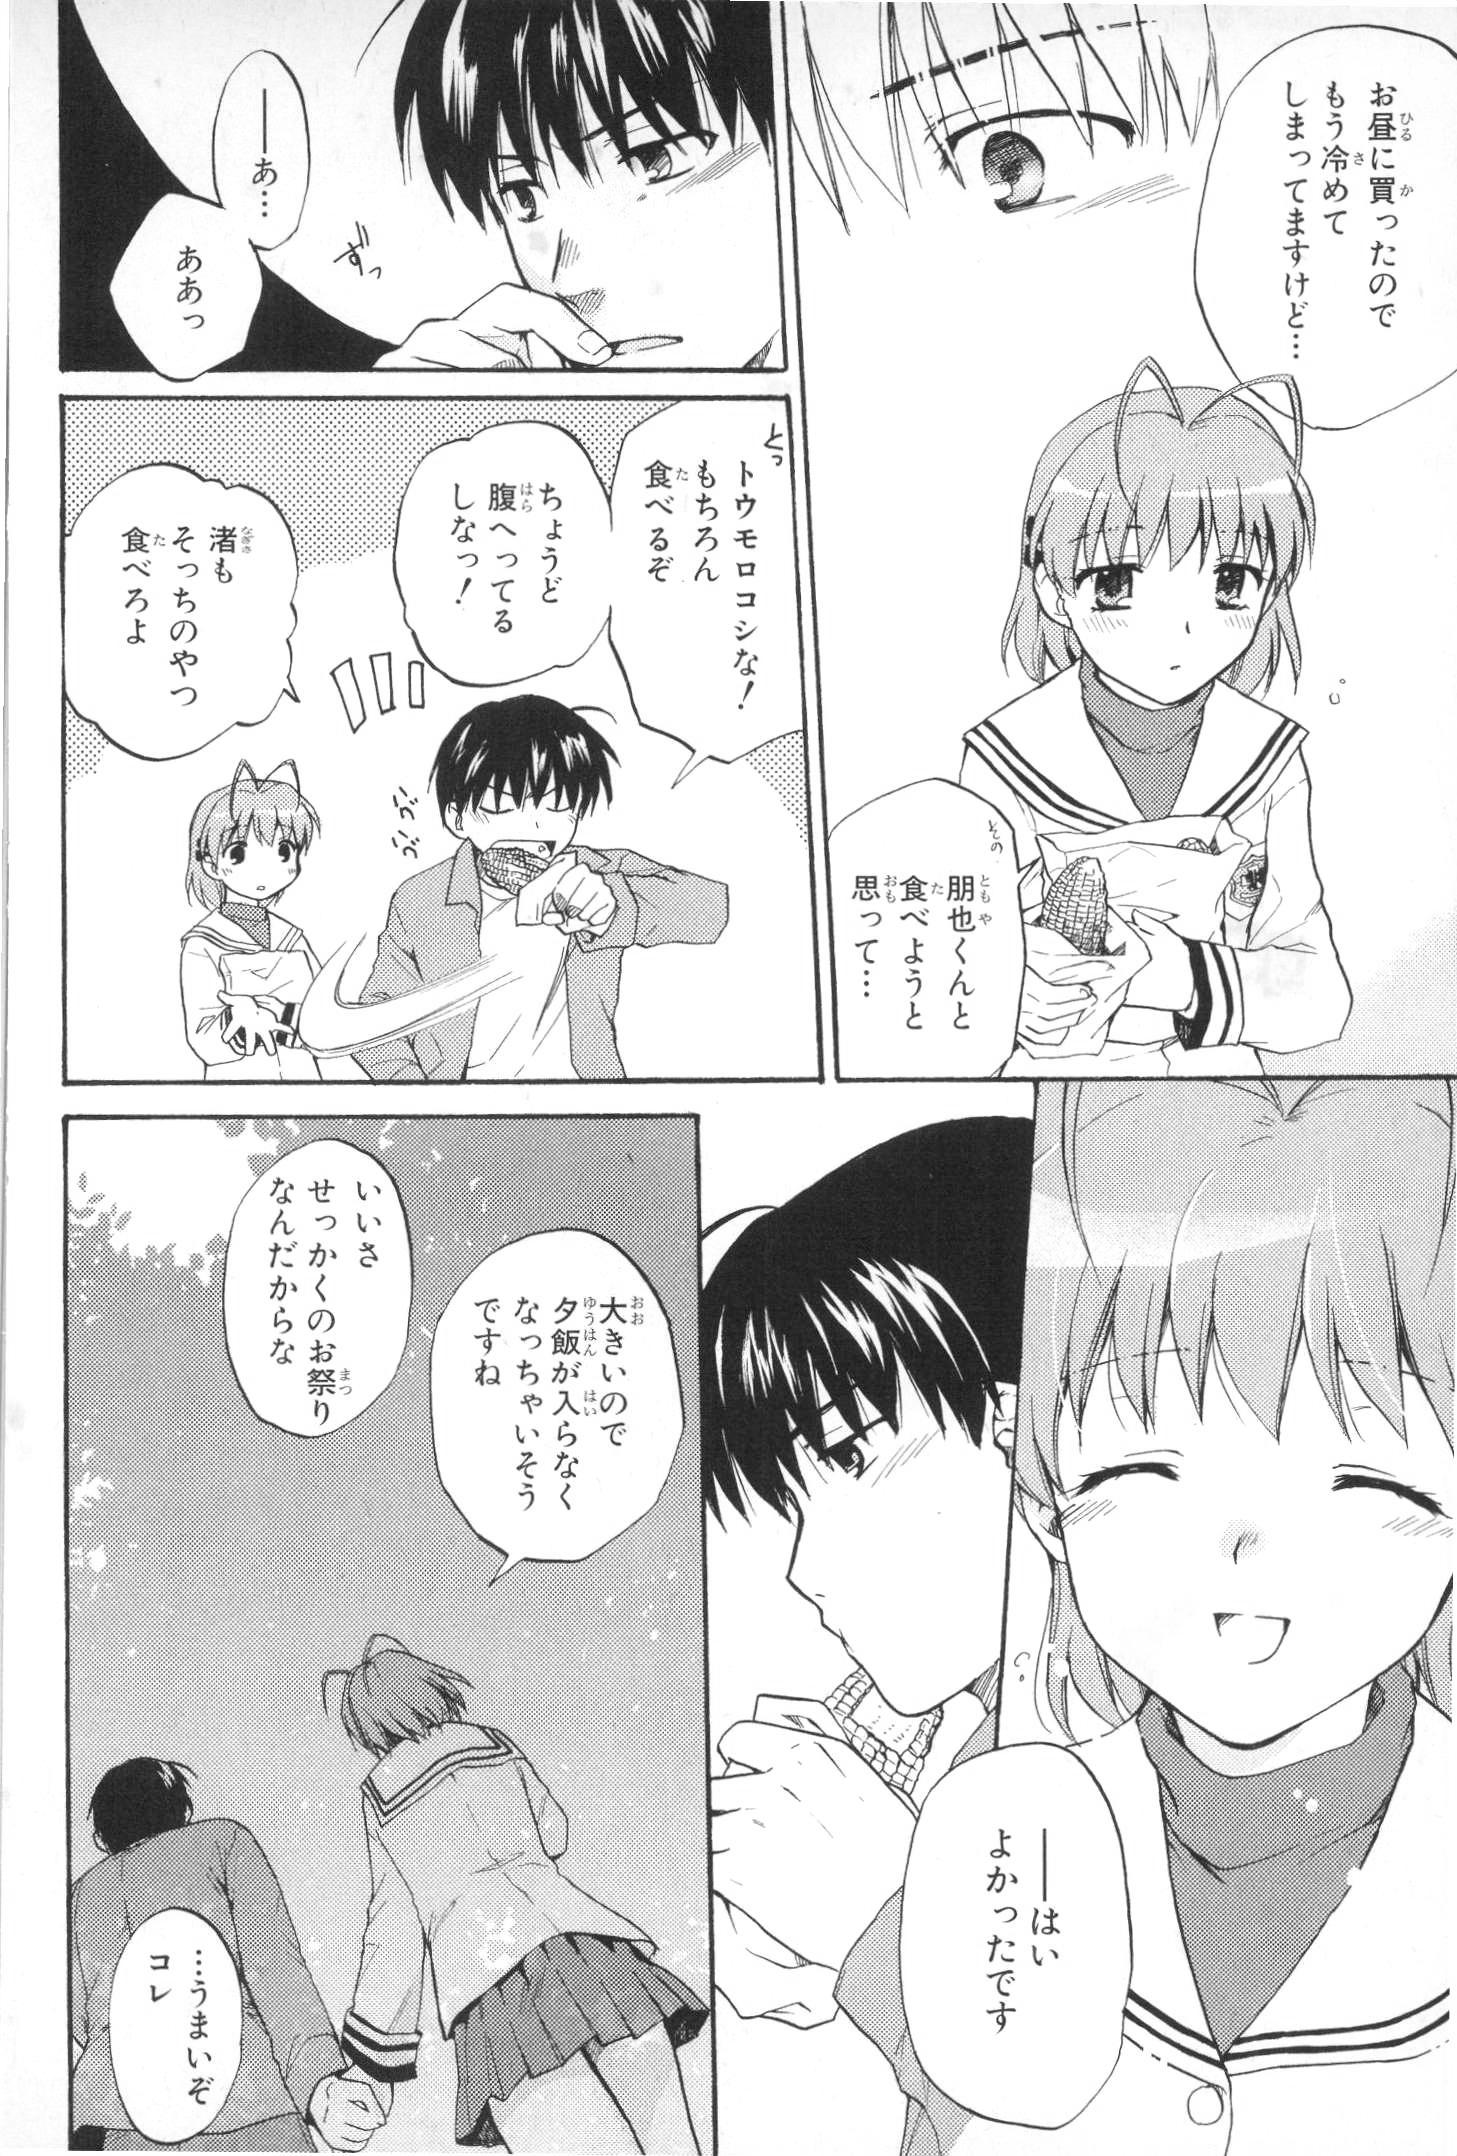 お昼に買ったので
もう冷めて
しまってますけど…
その
朋也くんと
食べようと
思って…
――あ…
ああっ
ずっ
とっ
トウモロコシな!
もちろん
食べるぞ
ちょうど
腹へってる
しなっ!
渚も
そっちのやつ
食べろよ
――はい
よかったです
大きいので
夕飯が入らなく
なっちゃいそう
ですね
いいさ
せっかくのお祭り
なんだからな
…うまいぞ
コレ